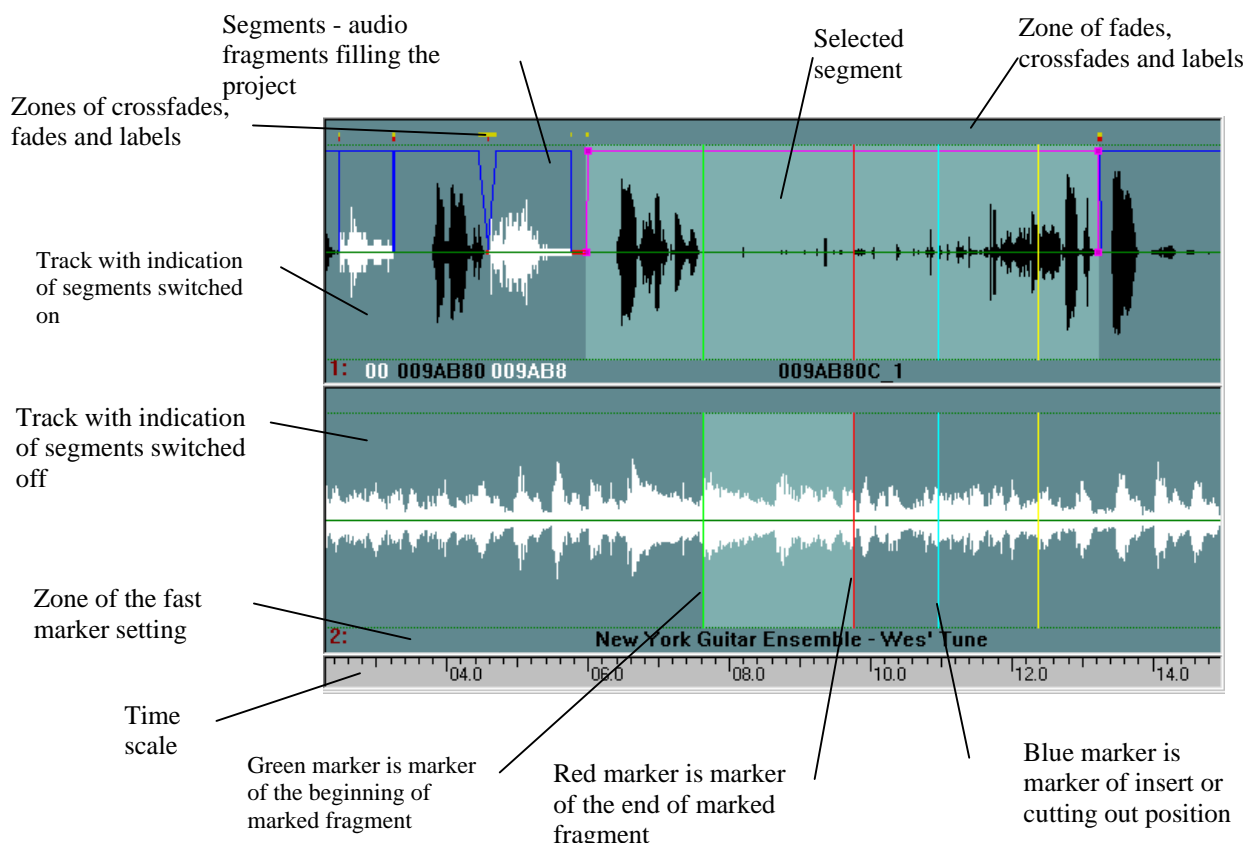 Segments - audio
fragments filling the
project
Selected
segment
Zone of fades,
crossfades and labels
Zones of crossfades,
fades and labels
Track with indication
of segments switched
on
1: 00 009AB80 009AB8 009AB80C_1
Track with indication
of segments switched
off
Zone of the fast
marker setting
2: New York Guitar Ensemble - Wes' Tune
04.0 06.0 08.0 10.0 12.0 14.0
Time
scale
Green marker is marker
of the beginning of
marked fragment
Red marker is marker
of the end of marked
fragment
Blue marker is
marker of insert or
cutting out position